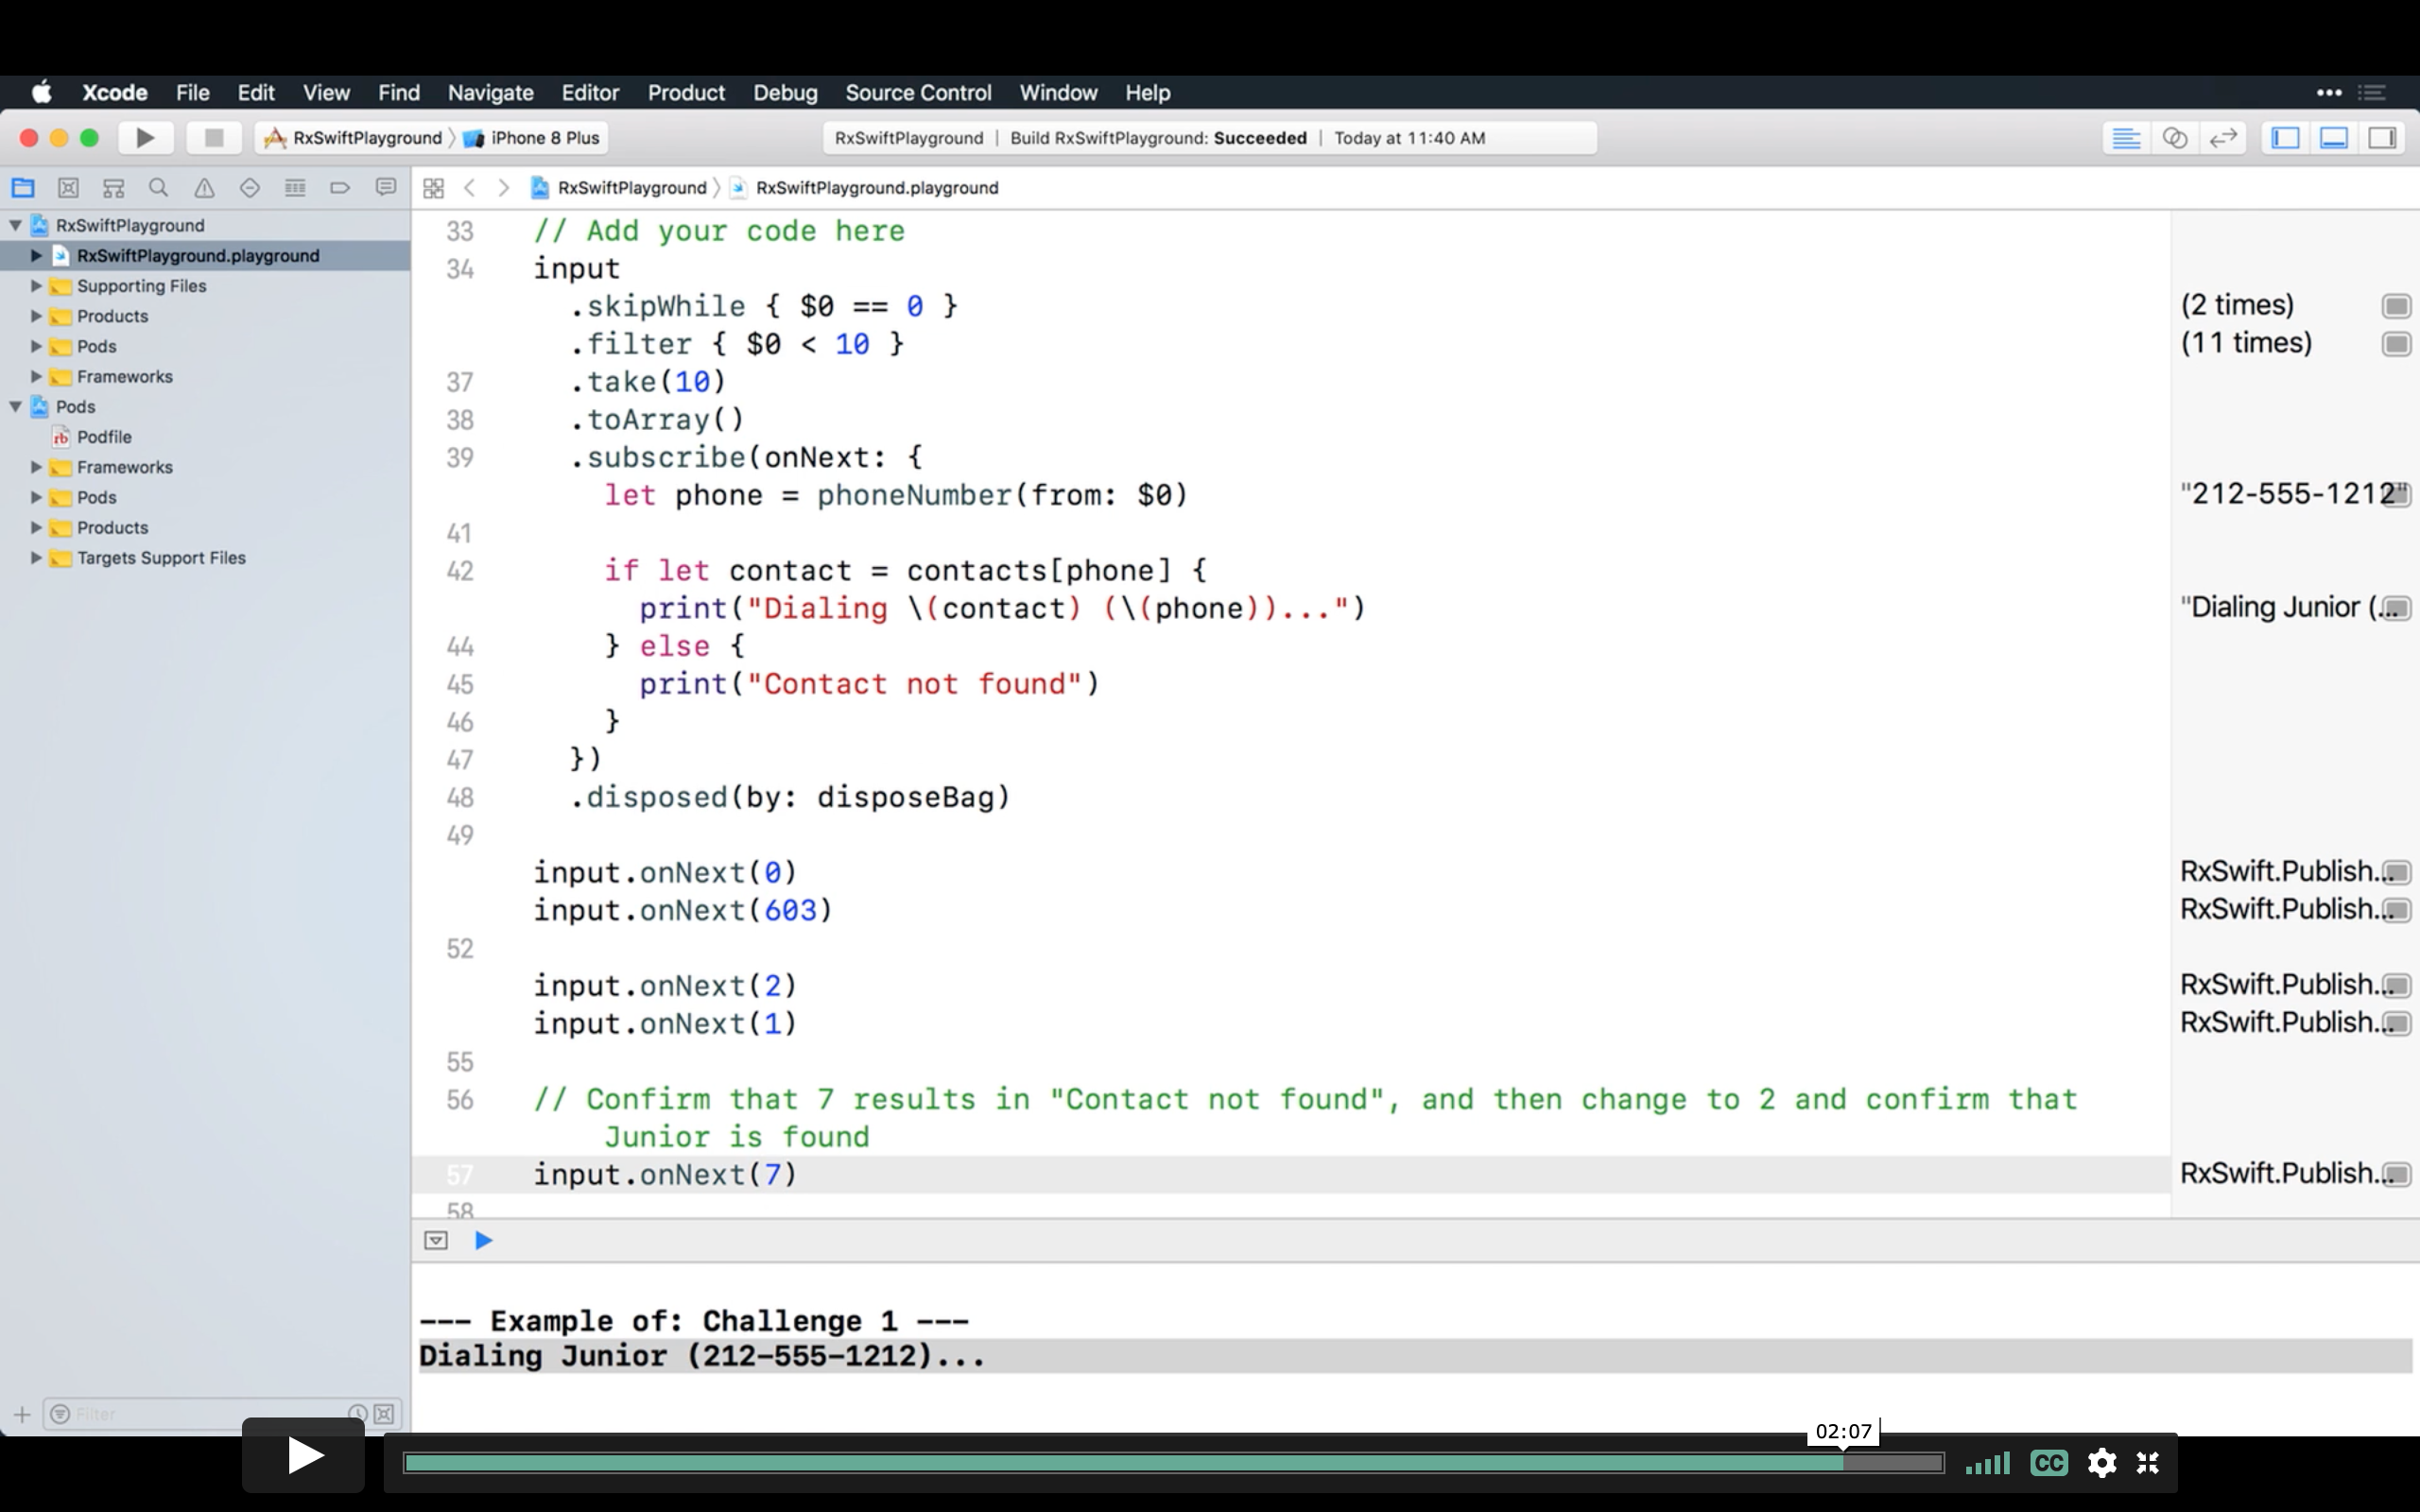 Xcode File Edit View Find Navigate Editor Product Debug Source Control Window Help
RxSwiftPlayground 〉 iPhone 8 Plus
RxSwiftPlayground | Build RxSwiftPlayground: Succeeded | Today at 11:40 AM
RxSwiftPlayground 〉 RxSwiftPlayground.playground
RxSwiftPlayground
RxSwiftPlayground.playground
Supporting Files
Products
Pods
Frameworks
Pods
Podfile
Frameworks
Pods
Products
Targets Support Files
Filter
33 // Add your code here
34 input
.skipWhile { $0 == 0 } (2 times)
.filter { $0 < 10 } (11 times)
37 .take(10)
38 .toArray()
39 .subscribe(onNext: {
let phone = phoneNumber(from: $0) "212-555-1212"
41
42 if let contact = contacts[phone] {
print("Dialing \(contact) (\(phone))...") "Dialing Junior (...
44 } else {
45 print("Contact not found")
46 }
47 })
48 .disposed(by: disposeBag)
49
input.onNext(0) RxSwift.Publish...
input.onNext(603) RxSwift.Publish...
52
input.onNext(2) RxSwift.Publish...
input.onNext(1) RxSwift.Publish...
55
56 // Confirm that 7 results in "Contact not found", and then change to 2 and confirm that
Junior is found
57 input.onNext(7) RxSwift.Publish...
58
--- Example of: Challenge 1 ---
Dialing Junior (212-555-1212)...
02:07
CC